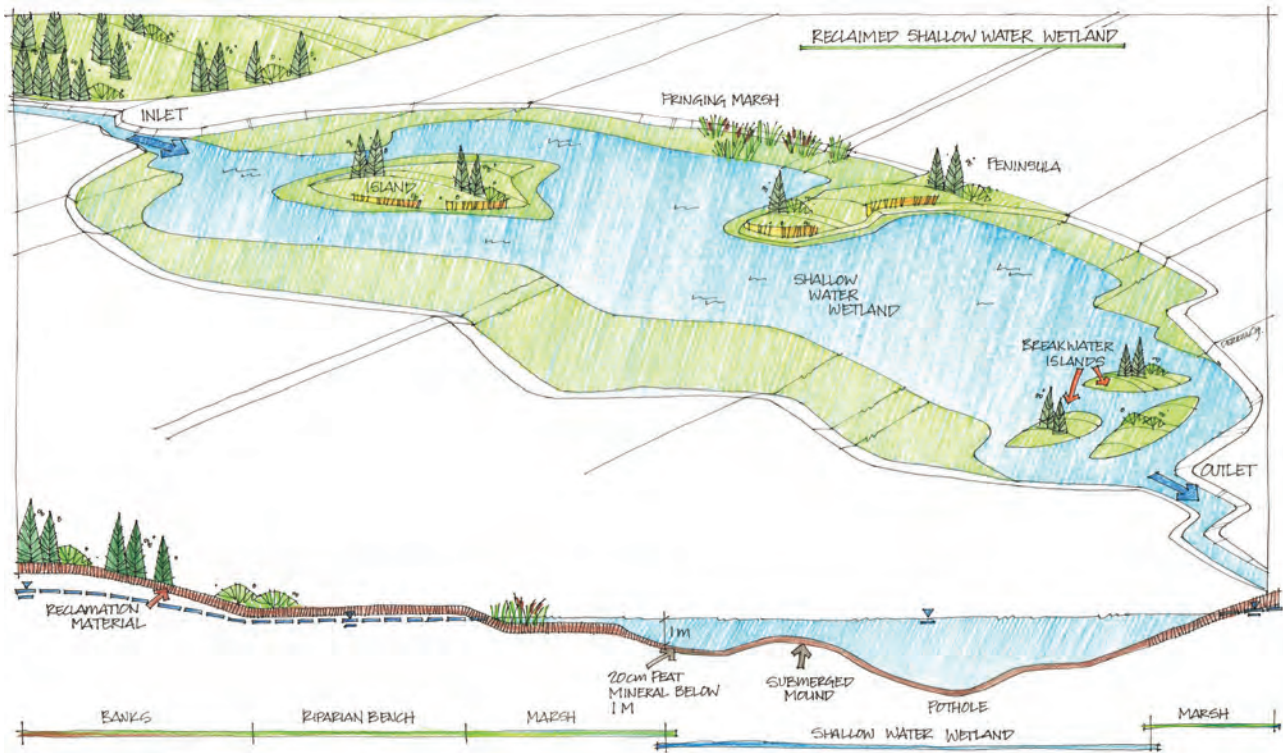 RECLAIMED SHALLOW WATER WETLAND
INLET
FRINGING MARSH
PENINSULA
ISLAND
SHALLOW
WATER
WETLAND
BREAKWATER
ISLANDS
OUTLET
RECLAMATION
MATERIAL
1 M
20cm PEAT
MINERAL BELOW
1 M
SUBMERGED
MOUND
POTHOLE
BANKS
RIPARIAN BENCH
MARSH
SHALLOW WATER WETLAND
MARSH